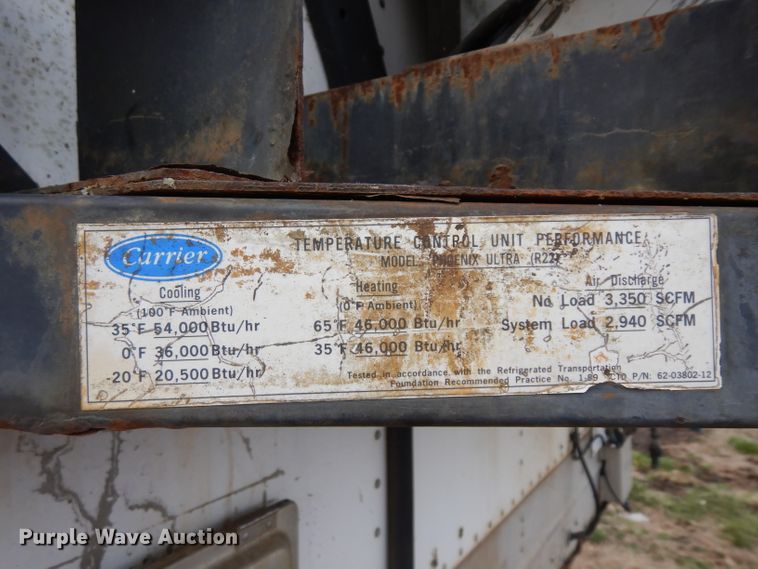 Carrier
TEMPERATURE CONTROL UNIT PERFORMANCE
MODEL: PHOENIX ULTRA (R22)
Cooling
(100°F Ambient)
35°F 54,000 Btu/hr
0°F 36,000 Btu/hr
20°F 20,500 Btu/hr
Heating
(0°F Ambient)
65°F 46,000 Btu/hr
35°F 46,000 Btu/hr
Air Discharge
No Load 3,350 SCFM
System Load 2,940 SCFM
Tested in accordance with the Refrigerated Transportation
Foundation Recommended Practice No. CTD P/N: 62-03802-12
Purple Wave Auction